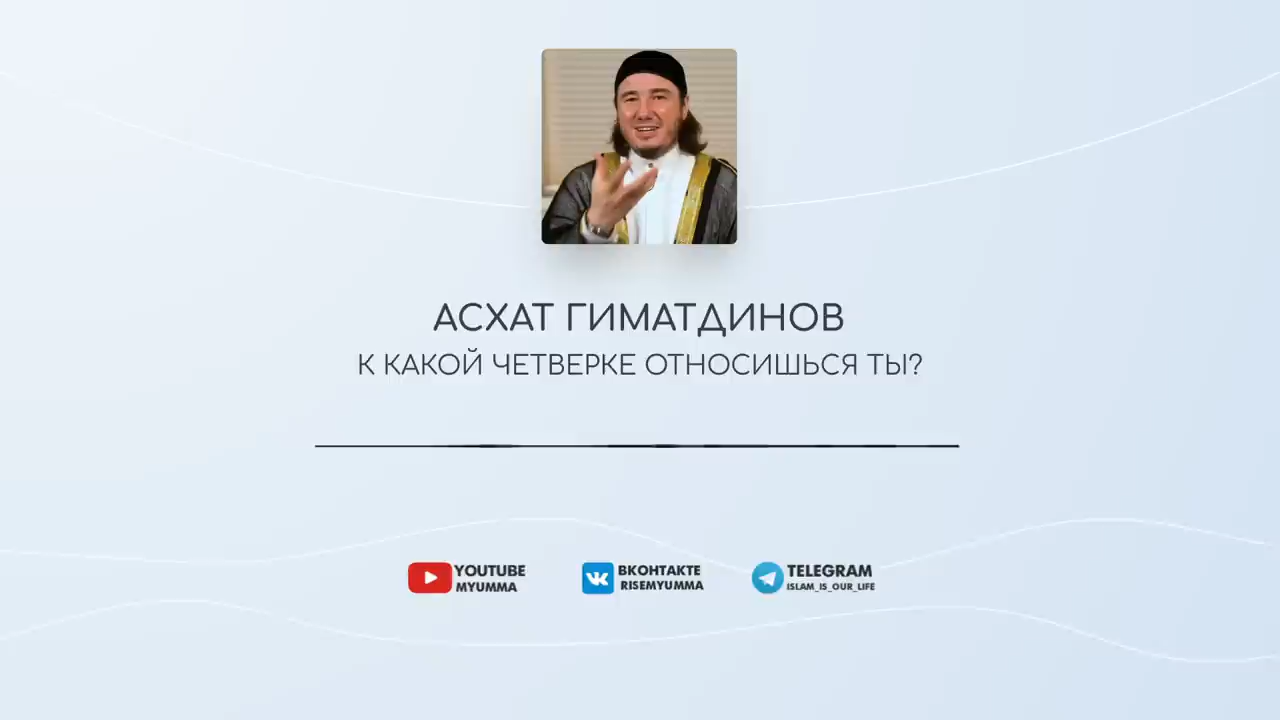 АСХАТ ГИМАТДИНОВ
К КАКОЙ ЧЕТВЕРКЕ ОТНОСИШЬСЯ ТЫ?
YOUTUBE
MYUMMA
ВКОНТАКТЕ
RISEMYUMMA
TELEGRAM
ISLAM_IS_OUR_LIFE